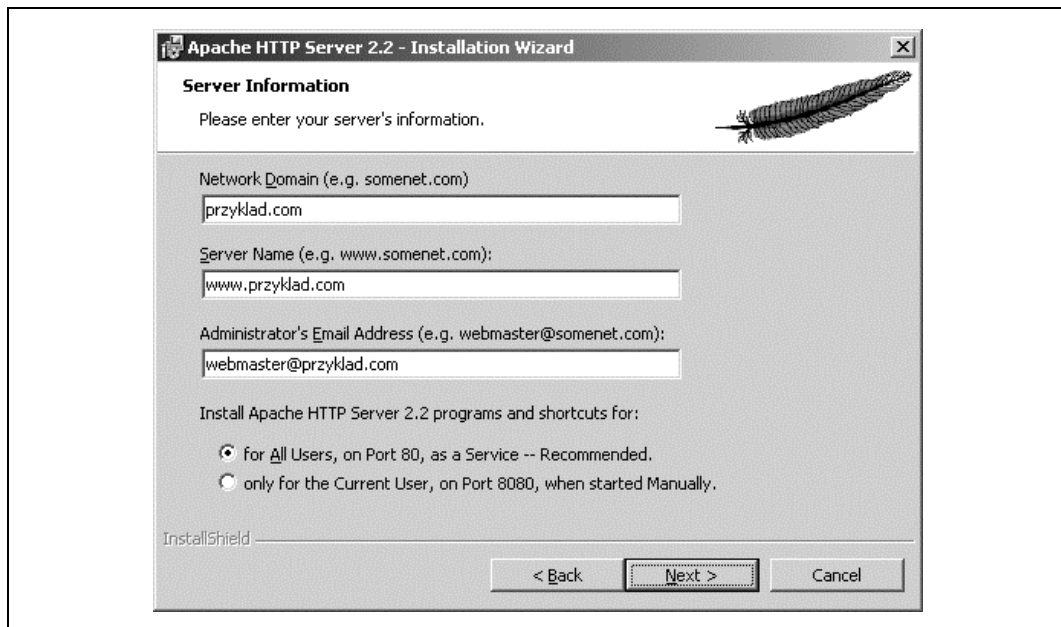 Apache HTTP Server 2.2 - Installation Wizard
Server Information
Please enter your server's information.
Network Domain (e.g. somenet.com)
przyklad.com
Server Name (e.g. www.somenet.com):
www.przyklad.com
Administrator's Email Address (e.g. webmaster@somenet.com):
webmaster@przyklad.com
Install Apache HTTP Server 2.2 programs and shortcuts for:
for All Users, on Port 80, as a Service -- Recommended.
only for the Current User, on Port 8080, when started Manually.
InstallShield
< Back Next > Cancel